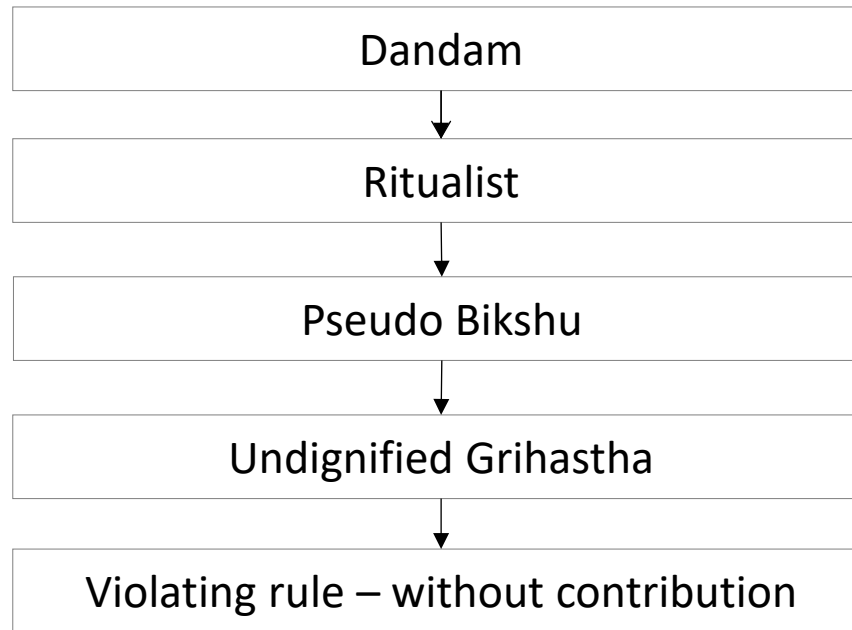 Dandam
Ritualist
Pseudo Bikshu
Undignified Grihastha
Violating rule – without contribution